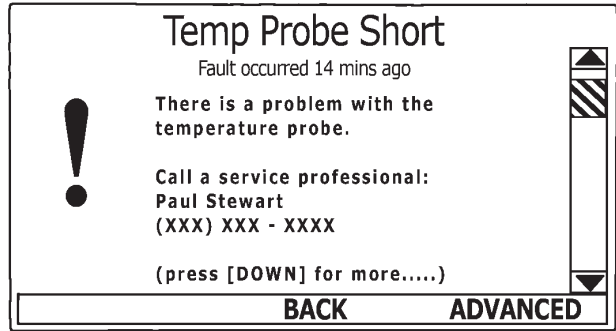 Temp Probe Short
Fault occurred 14 mins ago
There is a problem with the
temperature probe.
Call a service professional:
Paul Stewart
(XXX) XXX - XXXX
(press [DOWN] for more.....)
BACK ADVANCED